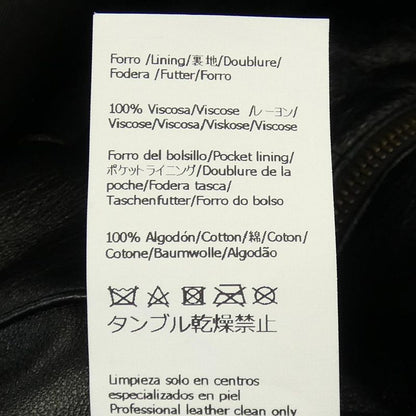 Forro /Lining/裏地/Doublure/
Fodera /Futter/Forro
100% Viscosa/Viscose /レーヨン/
Viscose/Viscosa/Viskose/Viscose
Forro del bolsillo/Pocket lining/
ポケットライニング/Doublure de la
poche/Fodera tasca/
Taschenfutter/Forro do bolso
100% Algodón/Cotton/綿/Coton/
Cotone/Baumwolle/Algodão
タンブル乾燥禁止
Limpieza solo en centros
especializados en piel
Professional leather clean only